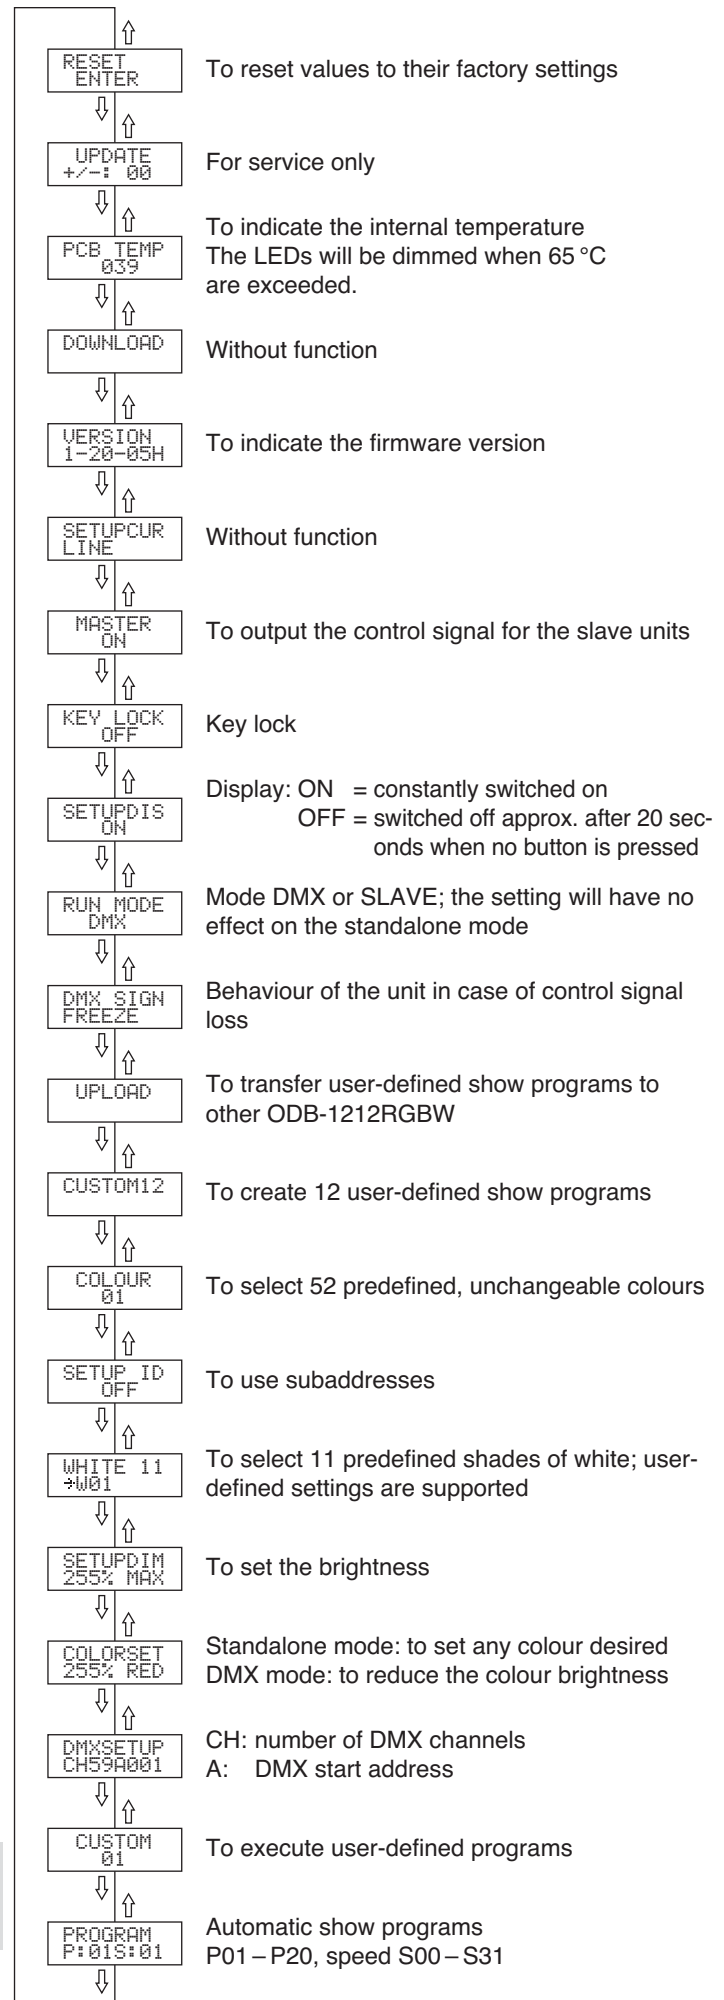 RESET
ENTER
To reset values to their factory settings
UPDATE
+/-: 00
For service only
PCB TEMP
039
To indicate the internal temperature
The LEDs will be dimmed when 65 °C
are exceeded.
DOWNLOAD
Without function
VERSION
1-20-05H
To indicate the firmware version
SETUPCUR
LINE
Without function
MASTER
ON
To output the control signal for the slave units
KEY LOCK
OFF
Key lock
SETUPDIS
ON
Display: ON = constantly switched on
OFF = switched off approx. after 20 sec-
onds when no button is pressed
RUN MODE
DMX
Mode DMX or SLAVE; the setting will have no
effect on the standalone mode
DMX SIGN
FREEZE
Behaviour of the unit in case of control signal
loss
UPLOAD
To transfer user-defined show programs to
other ODB-1212RGBW
CUSTOM12
To create 12 user-defined show programs
COLOUR
01
To select 52 predefined, unchangeable colours
SETUP ID
OFF
To use subaddresses
WHITE 11
→W01
To select 11 predefined shades of white; user-
defined settings are supported
SETUPDIM
255% MAX
To set the brightness
COLORSET
255% RED
Standalone mode: to set any colour desired
DMX mode: to reduce the colour brightness
DMXSETUP
CH59A001
CH: number of DMX channels
A: DMX start address
CUSTOM
01
To execute user-defined programs
PROGRAM
P:01S:01
Automatic show programs
P01 – P20, speed S00 – S31